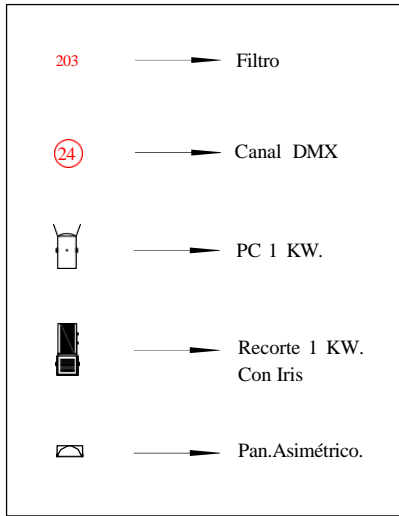 203 Filtro
24 Canal DMX
PC 1 KW.
Recorte 1 KW.
Con Iris
Pan.Asimétrico.